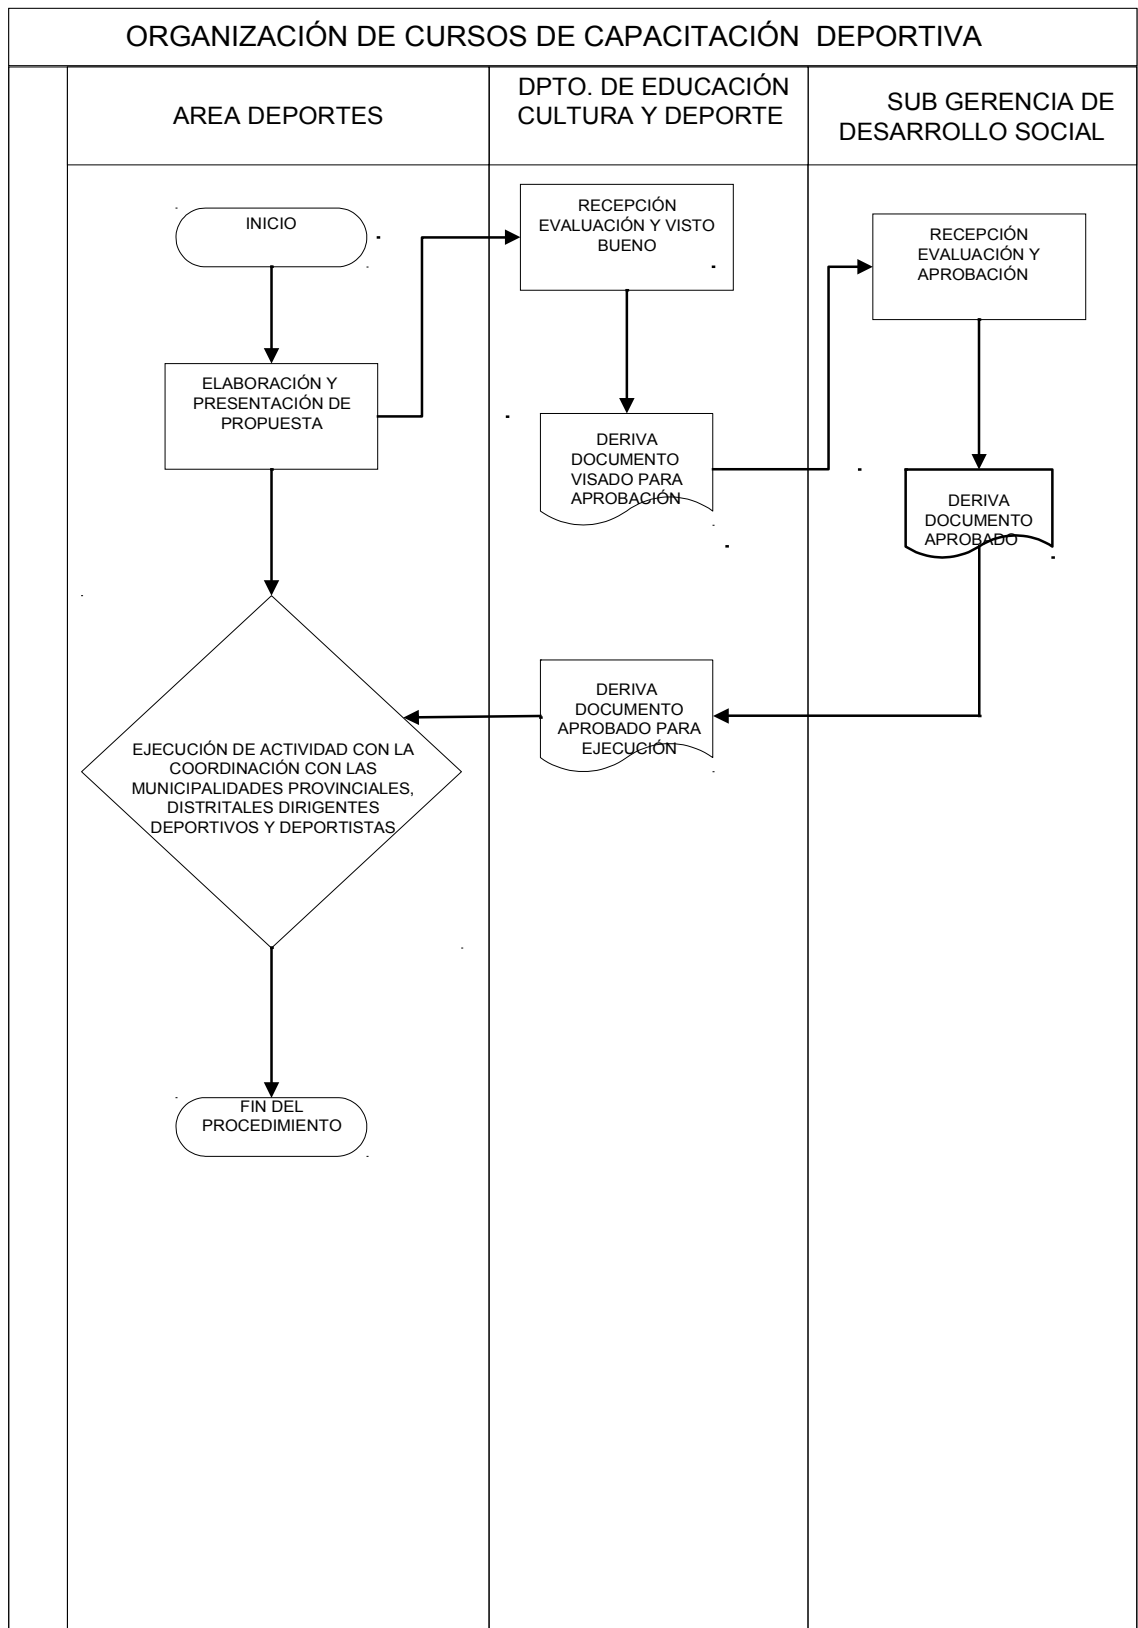 ORGANIZACIÓN DE CURSOS DE CAPACITACIÓN DEPORTIVA
AREA DEPORTES
DPTO. DE EDUCACIÓN
CULTURA Y DEPORTE
SUB GERENCIA DE
DESARROLLO SOCIAL
INICIO
RECEPCIÓN
EVALUACIÓN Y VISTO
BUENO
RECEPCIÓN
EVALUACIÓN Y
APROBACIÓN
ELABORACIÓN Y
PRESENTACIÓN DE
PROPUESTA
DERIVA
DOCUMENTO
VISADO PARA
APROBACIÓN
DERIVA
DOCUMENTO
APROBADO
DERIVA
DOCUMENTO
APROBADO PARA
EJECUCIÓN
EJECUCIÓN DE ACTIVIDAD CON LA
COORDINACIÓN CON LAS
MUNICIPALIDADES PROVINCIALES,
DISTRITALES DIRIGENTES
DEPORTIVOS Y DEPORTISTAS
FIN DEL
PROCEDIMIENTO